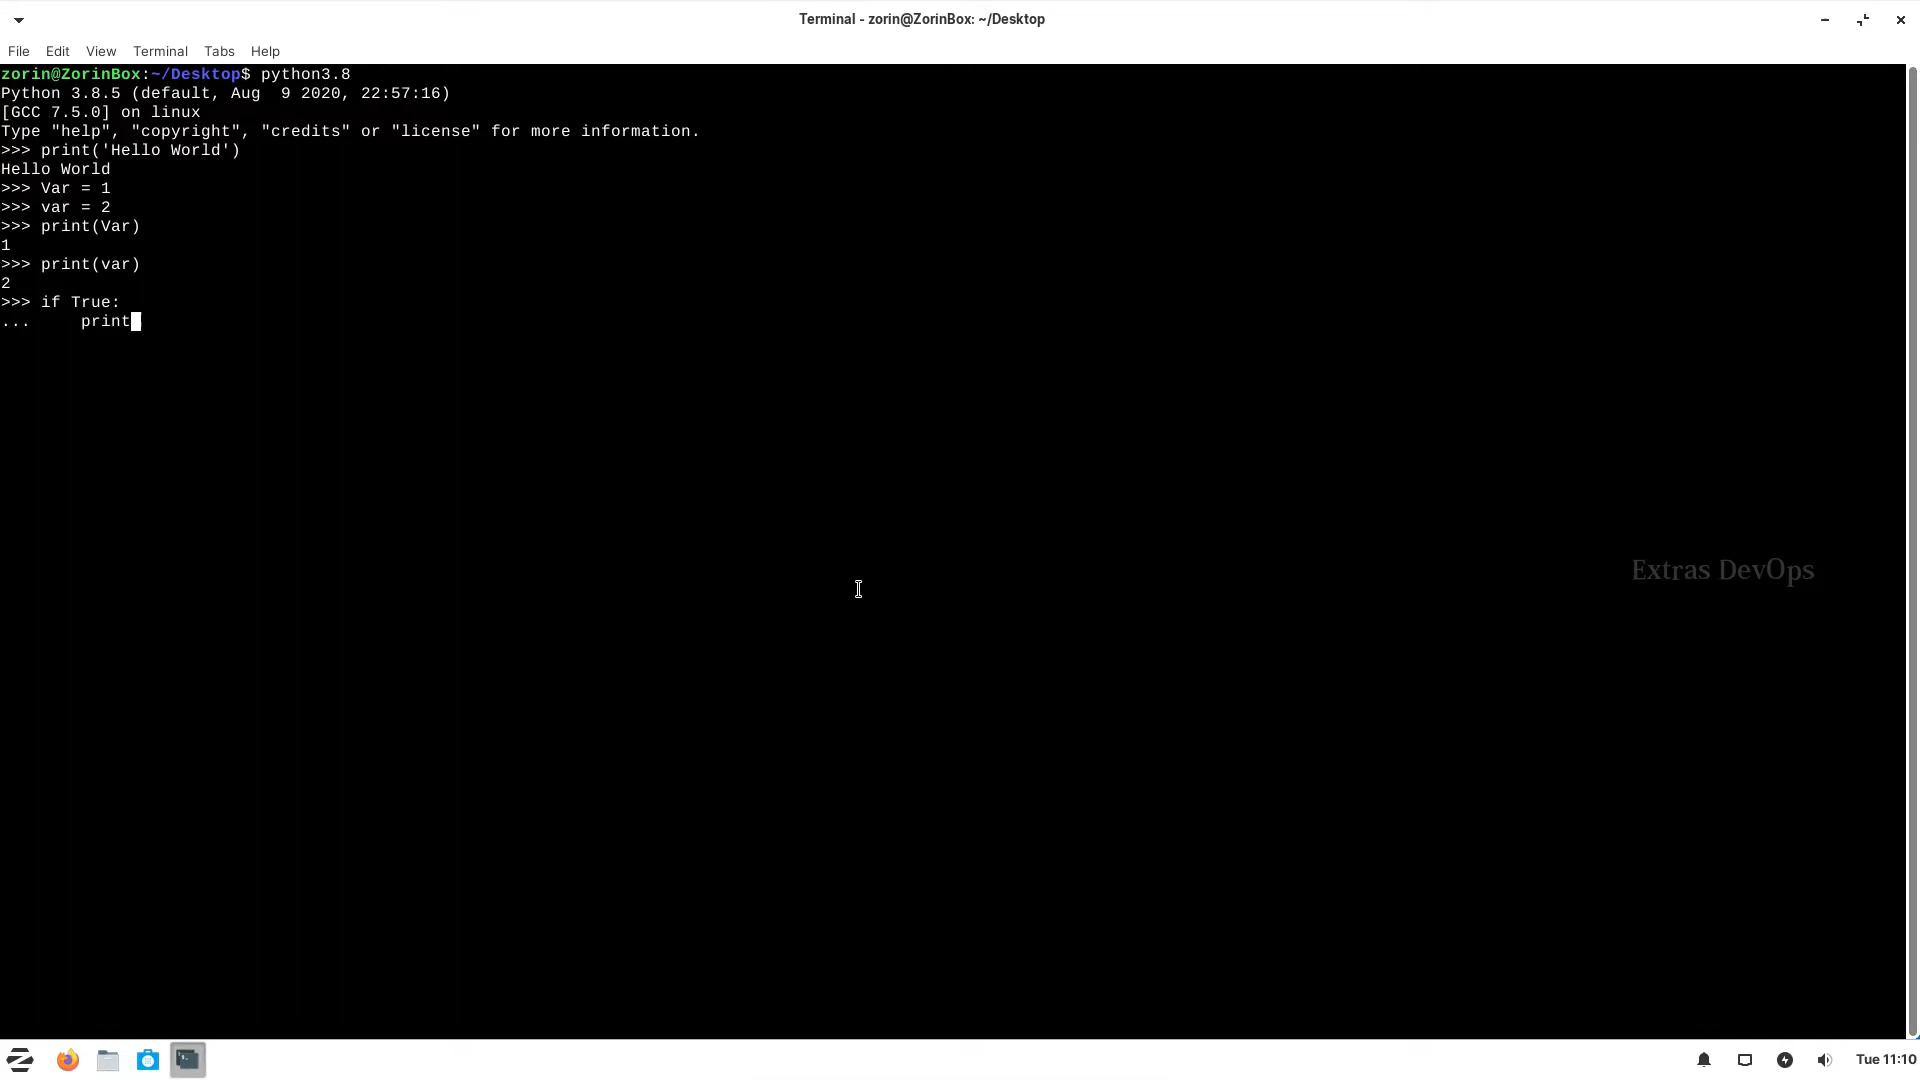 Terminal - zorin@ZorinBox: ~/Desktop
File Edit View Terminal Tabs Help
zorin@ZorinBox:~/Desktop$ python3.8
Python 3.8.5 (default, Aug  9 2020, 22:57:16)
[GCC 7.5.0] on linux
Type "help", "copyright", "credits" or "license" for more information.
>>> print('Hello World')
Hello World
>>> Var = 1
>>> var = 2
>>> print(Var)
1
>>> print(var)
2
>>> if True:
...     print
Extras DevOps
Tue 11:10